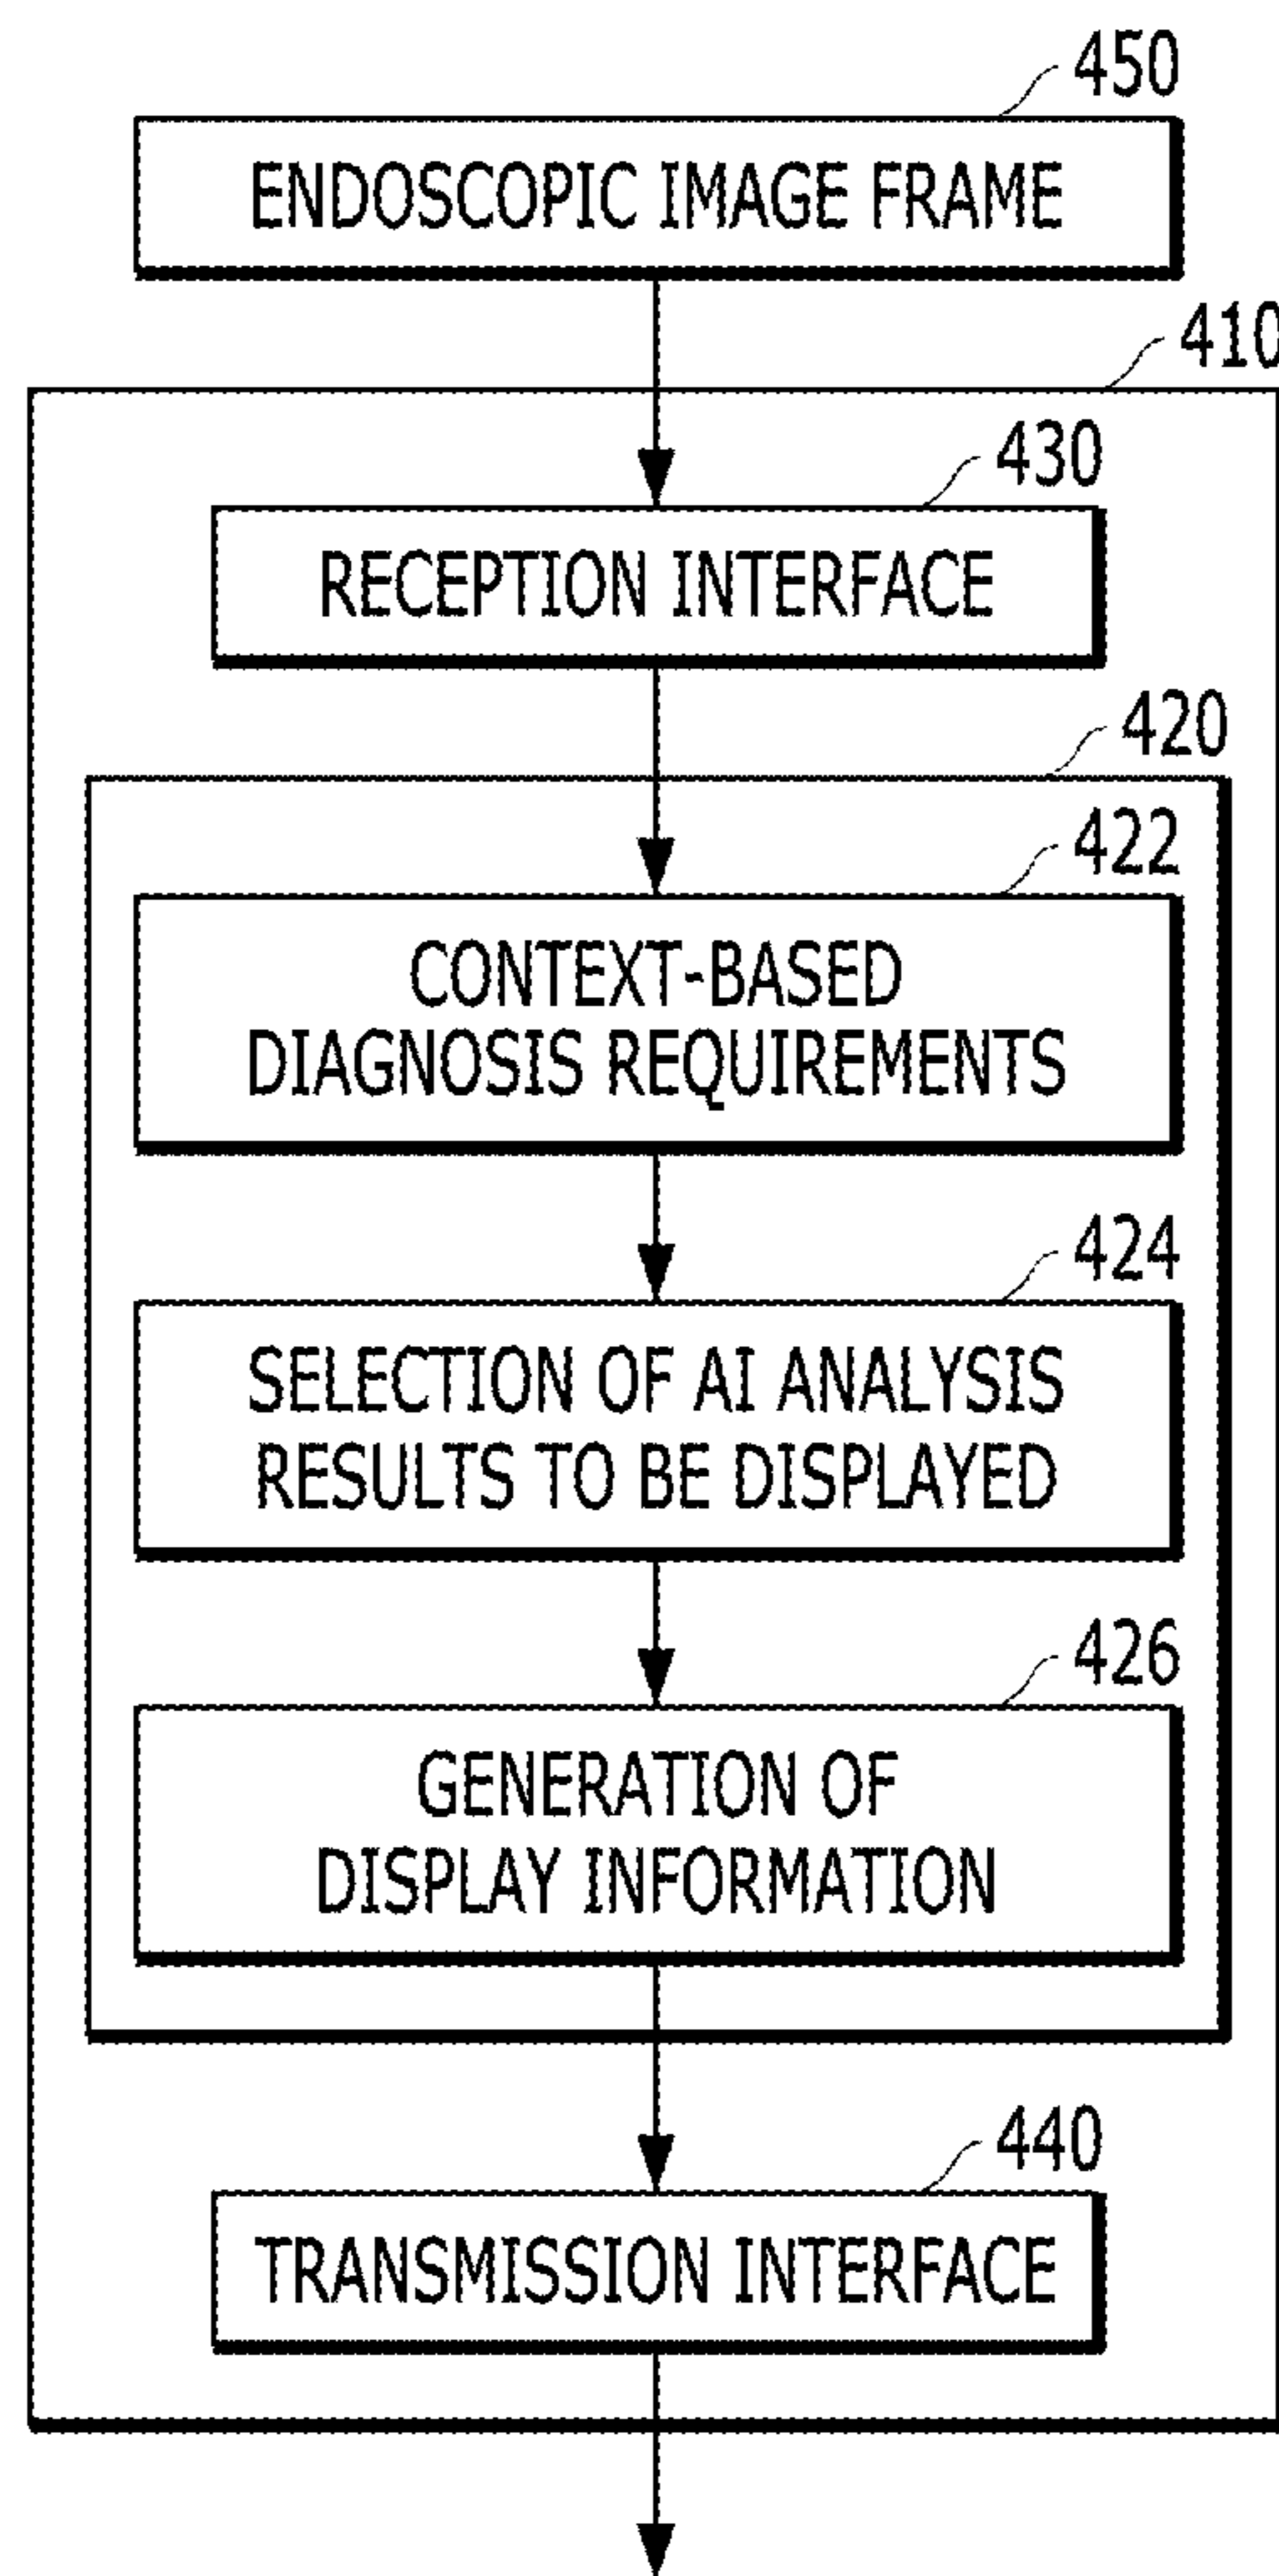 450
ENDOSCOPIC IMAGE FRAME
410
430
RECEPTION INTERFACE
420
422
CONTEXT-BASED
DIAGNOSIS REQUIREMENTS
424
SELECTION OF AI ANALYSIS
RESULTS TO BE DISPLAYED
426
GENERATION OF
DISPLAY INFORMATION
440
TRANSMISSION INTERFACE